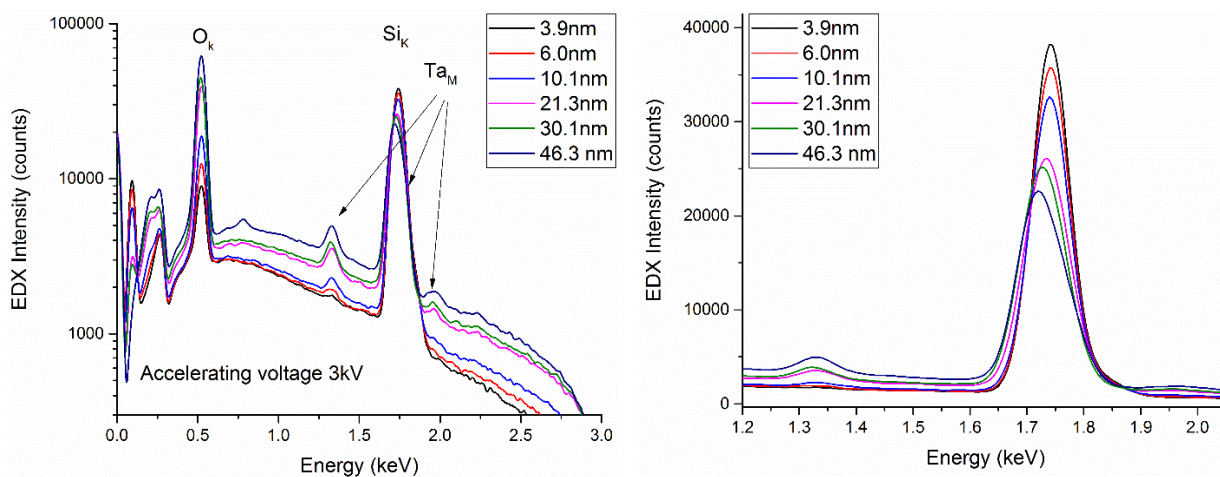 O_k
Si_K
Ta_M
3.9nm
6.0nm
10.1nm
21.3nm
30.1nm
46.3 nm
100000
10000
1000
EDX Intensity (counts)
Accelerating voltage 3kV
0.0 0.5 1.0 1.5 2.0 2.5 3.0
Energy (keV)
3.9nm
6.0nm
10.1nm
21.3nm
30.1nm
46.3 nm
40000
30000
20000
10000
0
EDX Intensity (counts)
1.2 1.3 1.4 1.5 1.6 1.7 1.8 1.9 2.0
Energy (keV)